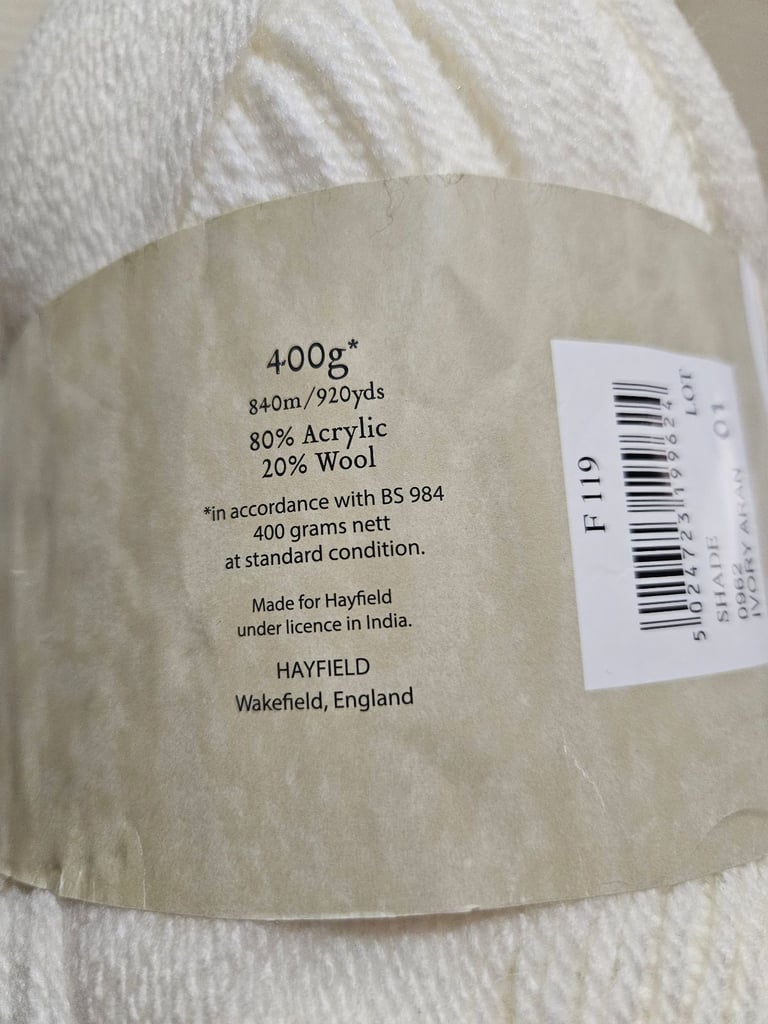 400g*
840m/920yds
80% Acrylic
20% Wool
*in accordance with BS 984
400 grams nett
at standard condition.
Made for Hayfield
under licence in India.
HAYFIELD
Wakefield, England
F 119
5 024723 199624
SHADE
LOT
0962
01
IVORY ARAN